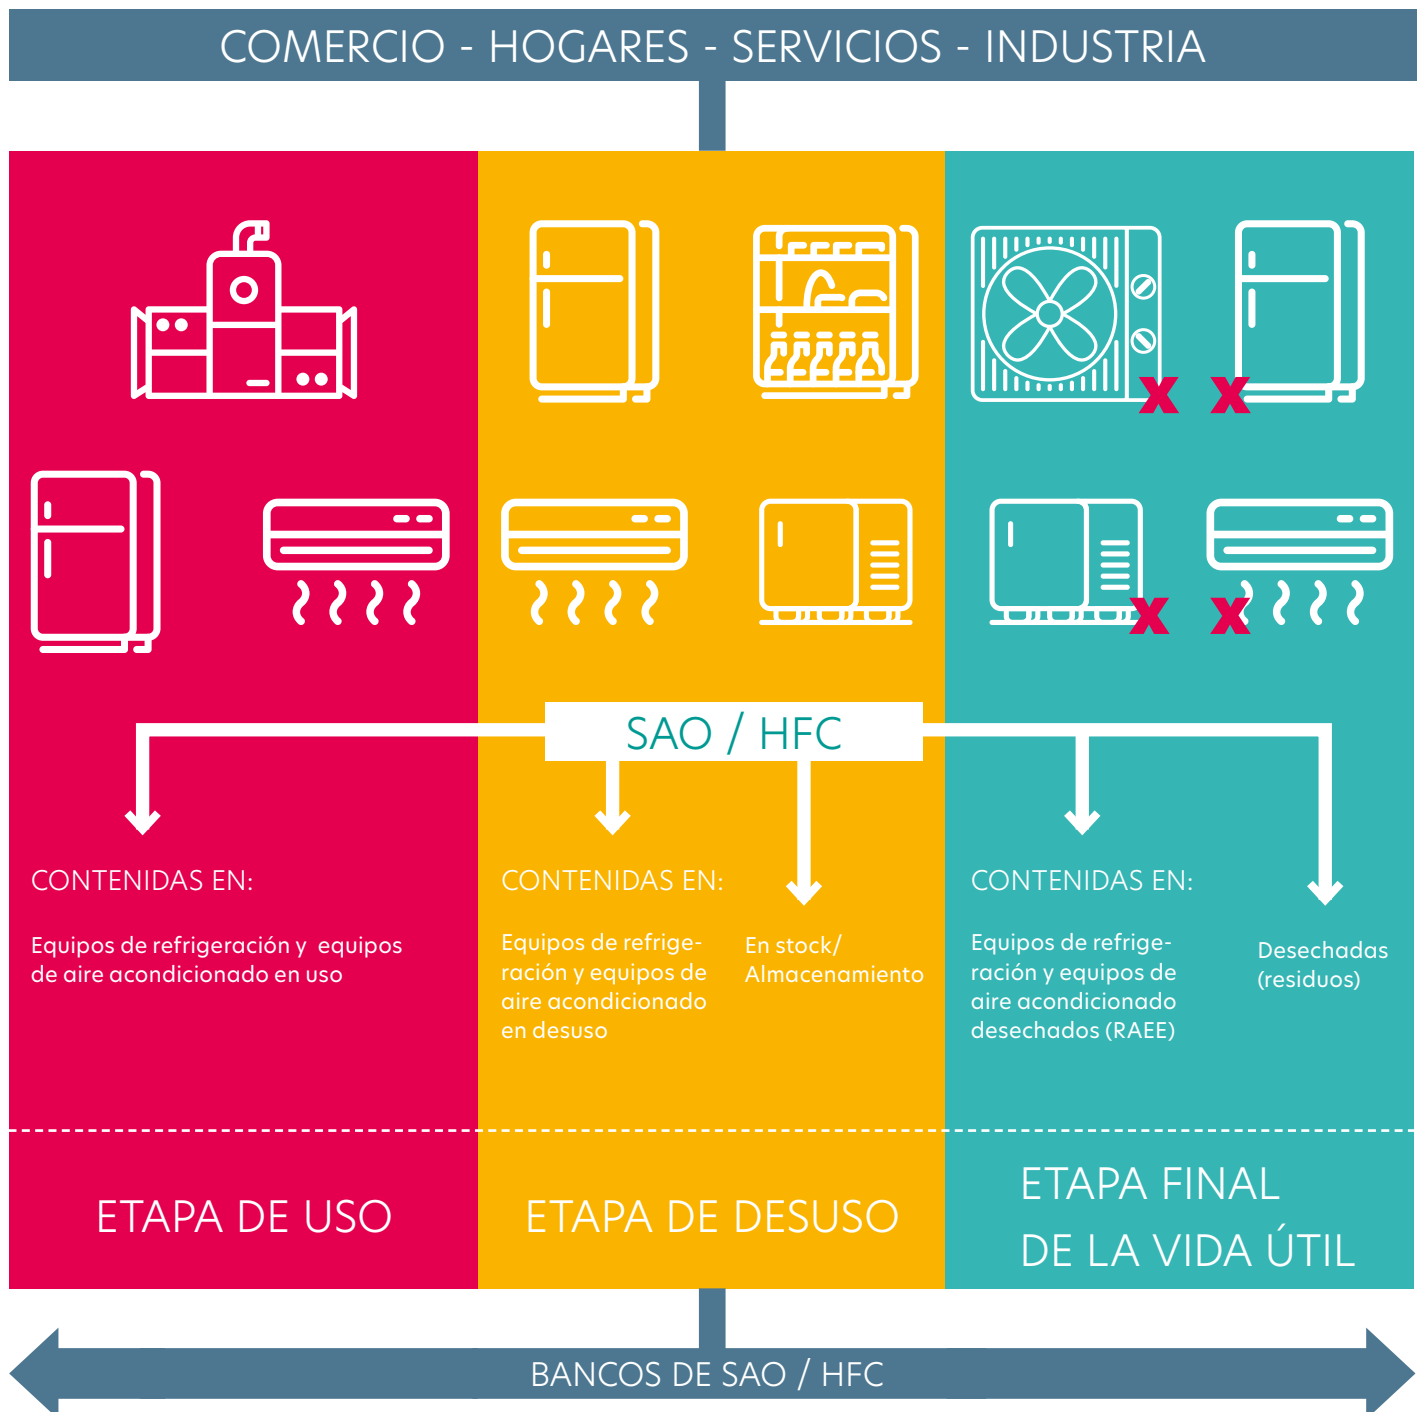 COMERCIO - HOGARES - SERVICIOS - INDUSTRIA
SAO / HFC
CONTENIDAS EN:
Equipos de refrigeración y equipos
de aire acondicionado en uso
CONTENIDAS EN:
Equipos de refrige-
ración y equipos de
aire acondicionado
en desuso
En stock/
Almacenamiento
CONTENIDAS EN:
Equipos de refrige-
ración y equipos de
aire acondicionado
desechados (RAEE)
Desechadas
(residuos)
ETAPA DE USO
ETAPA DE DESUSO
ETAPA FINAL
DE LA VIDA ÚTIL
BANCOS DE SAO / HFC